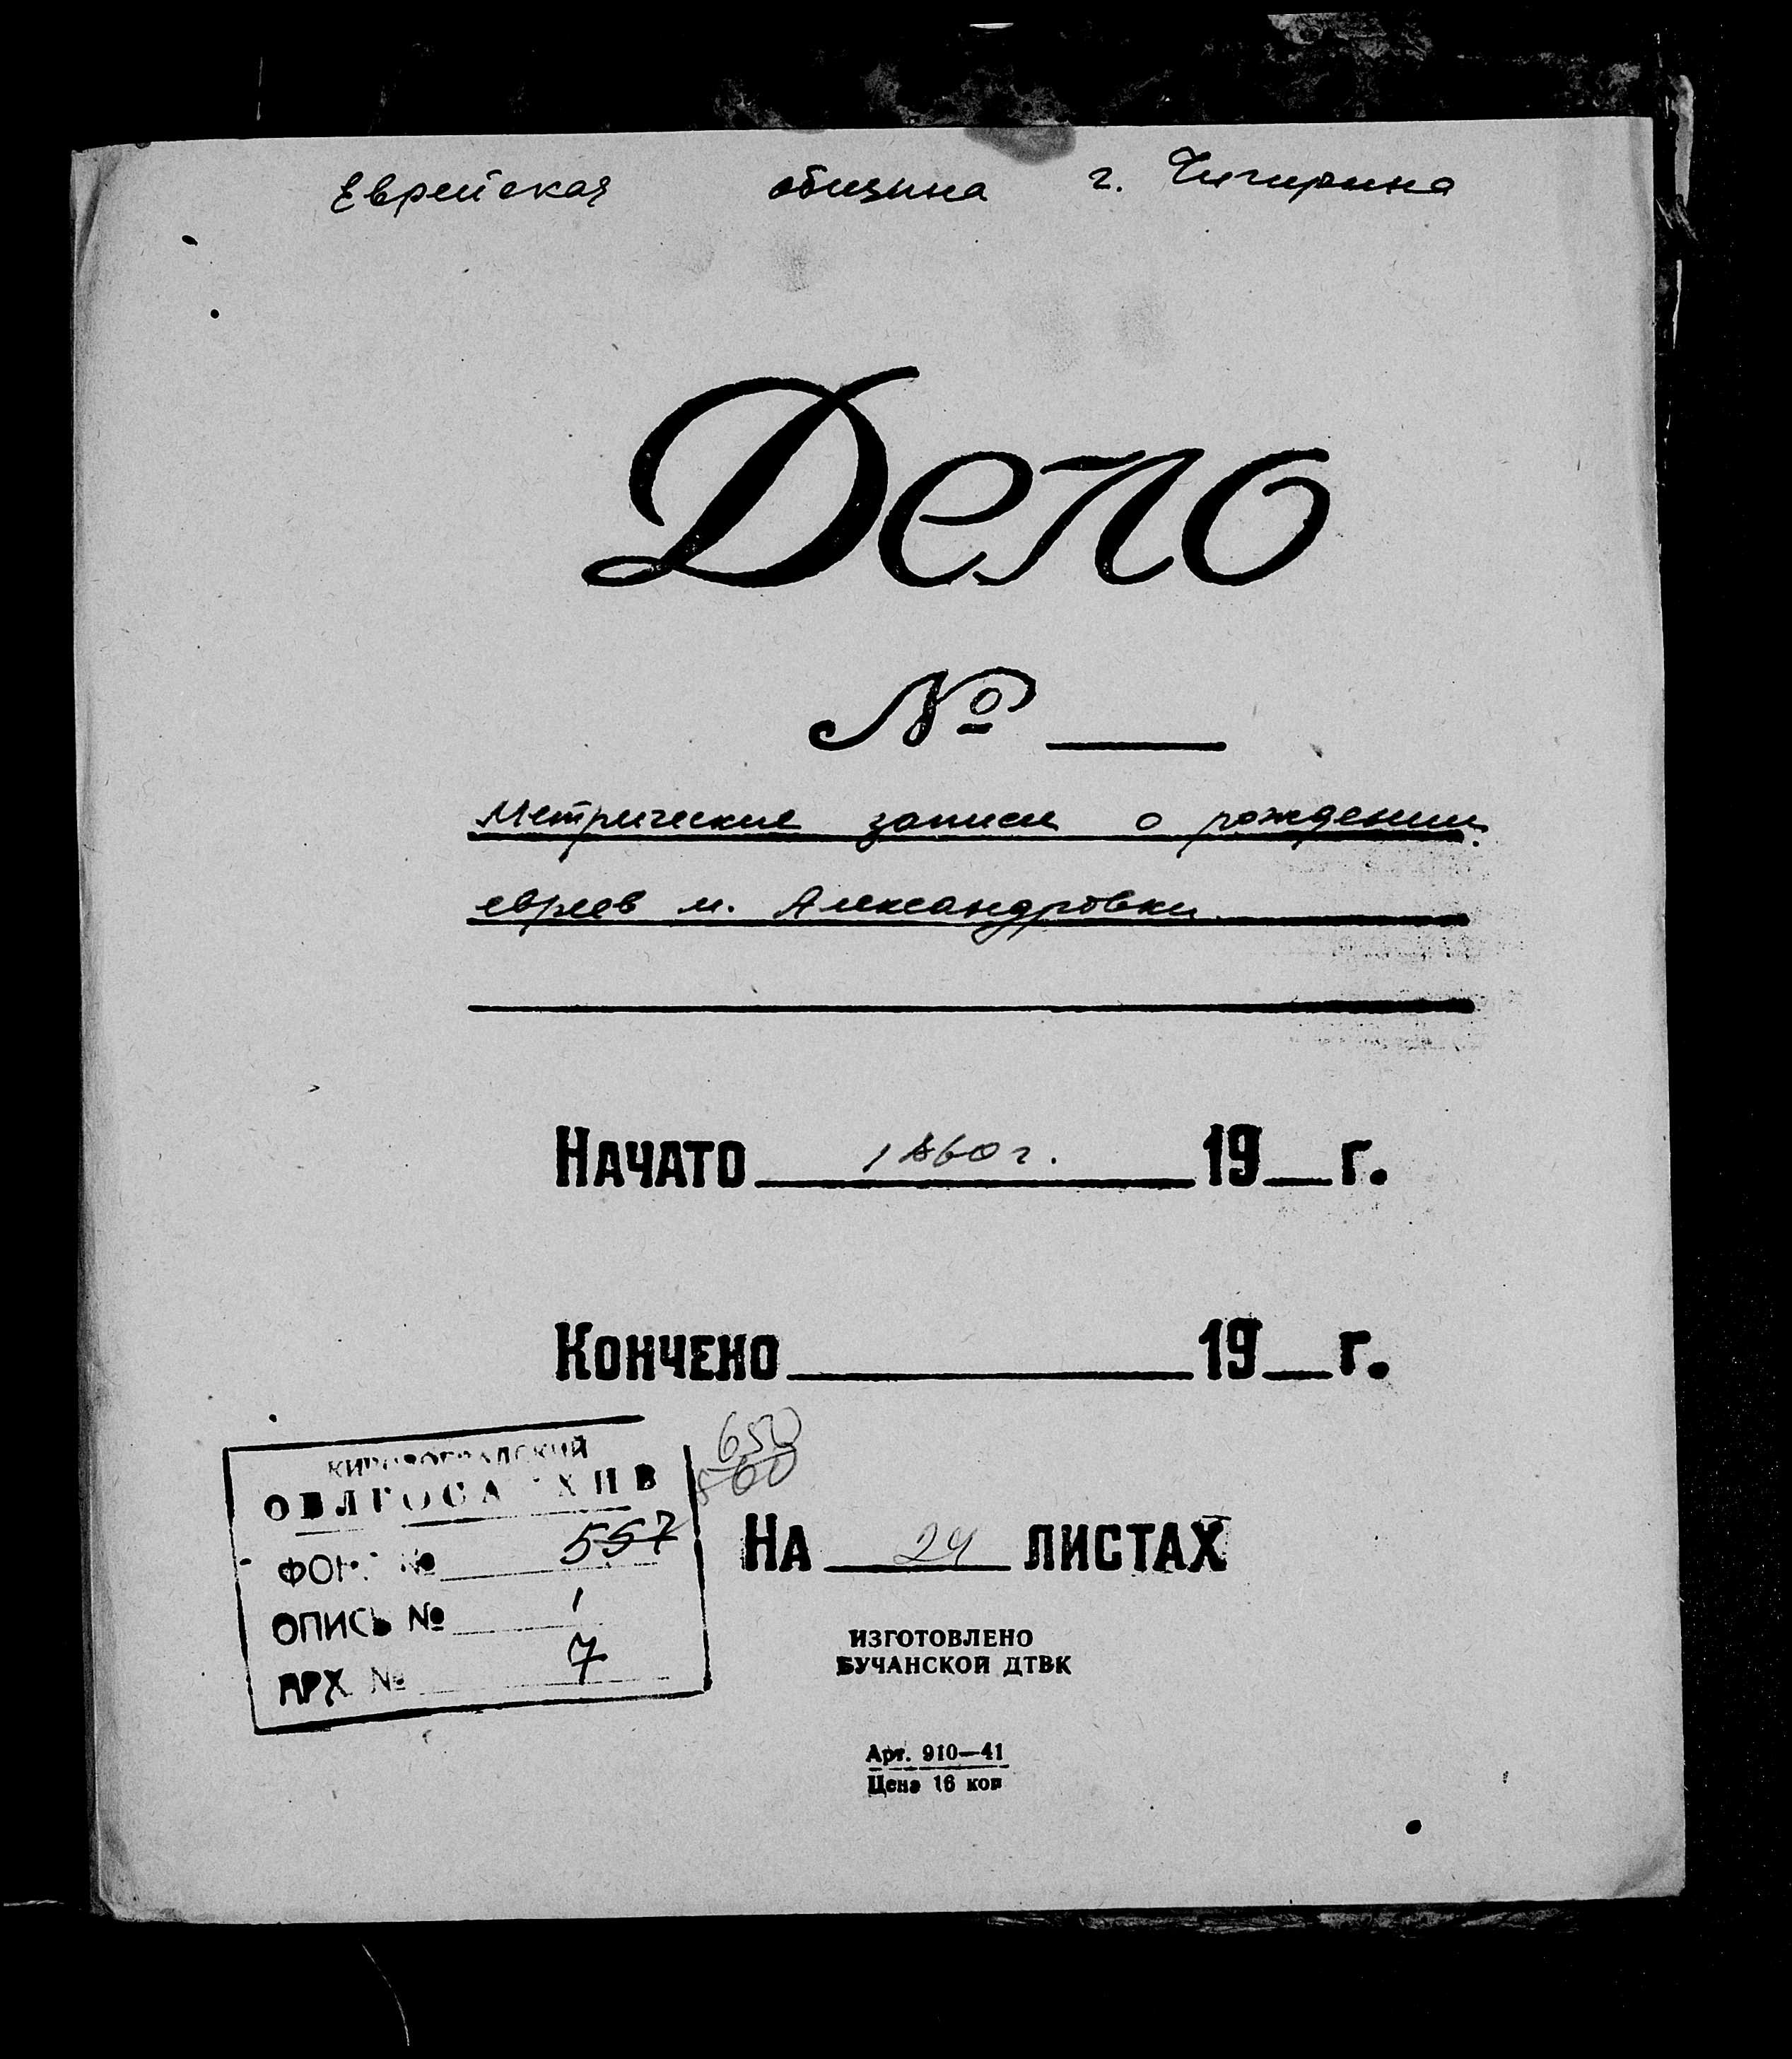 Еврейская община г. Чигирина
Дело
№
Метрические записи о рождении
евреев м. Александровки
Начато 1860 г. 19 г.
Кончено 19 г.
КИРОВОГРАДСКИЙ
ОБЛГОСАРХИВ
ФОНД № 557
ОПИСЬ № 1
АРХ № 7
650
560
На 24 листах
ИЗГОТОВЛЕНО
БУЧАНСКОЙ ДТВК
Арт. 910—41
Цена 16 коп